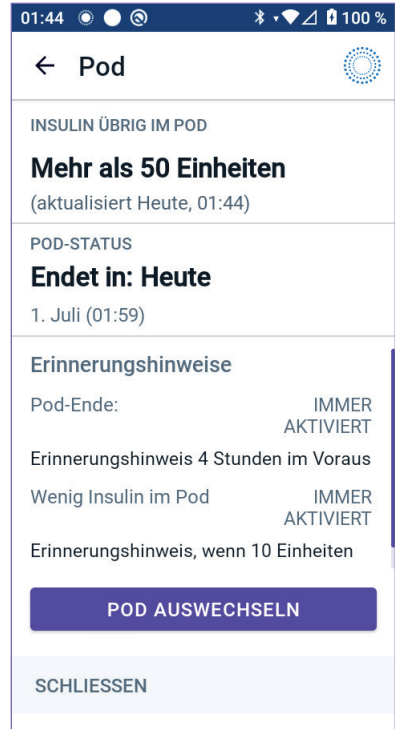 01:44 100 %
Pod
INSULIN ÜBRIG IM POD
Mehr als 50 Einheiten
(aktualisiert Heute, 01:44)
POD-STATUS
Endet in: Heute
1. Juli (01:59)
Erinnerungshinweise
Pod-Ende: IMMER
AKTIVIERT
Erinnerungshinweis 4 Stunden im Voraus
Wenig Insulin im Pod IMMER
AKTIVIERT
Erinnerungshinweis, wenn 10 Einheiten
POD AUSWECHSELN
SCHLIESSEN